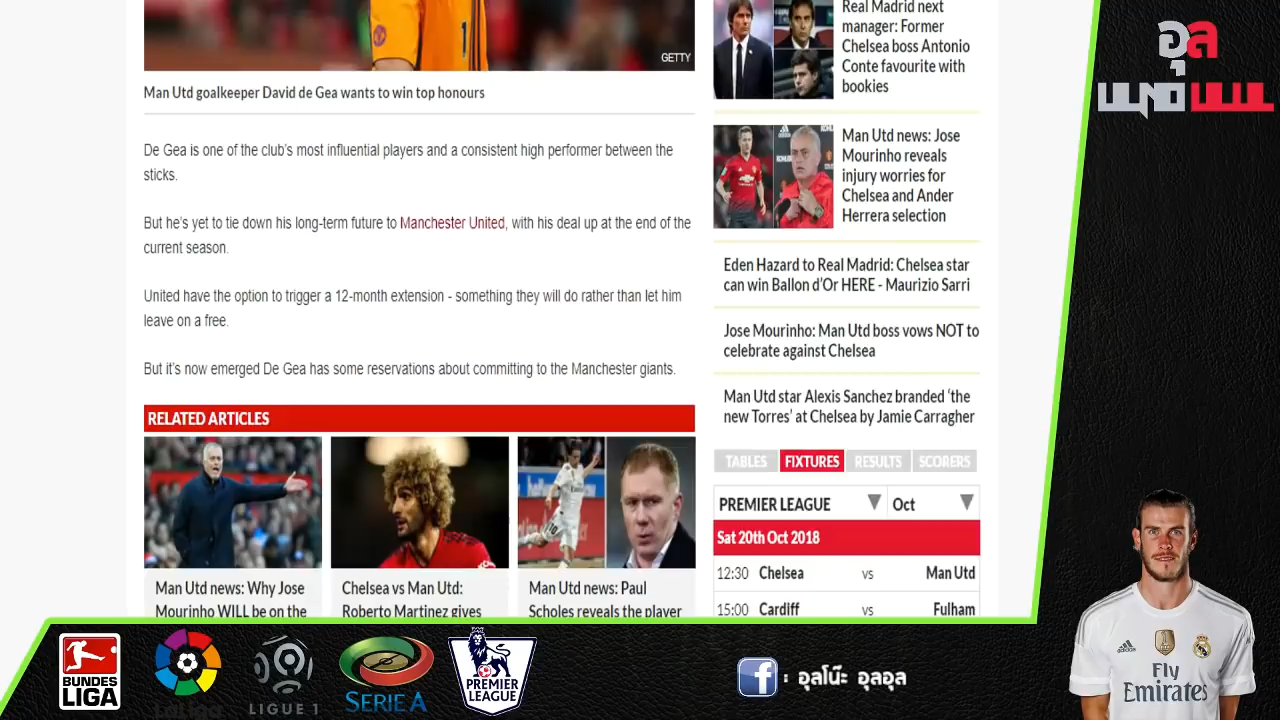 GETTY
Man Utd goalkeeper David de Gea wants to win top honours
De Gea is one of the club's most influential players and a consistent high performer between the
sticks.
But he's yet to tie down his long-term future to Manchester United, with his deal up at the end of the
current season.
United have the option to trigger a 12-month extension - something they will do rather than let him
leave on a free.
But it's now emerged De Gea has some reservations about committing to the Manchester giants.
RELATED ARTICLES
Man Utd news: Why Jose
Mourinho WILL be on the
Chelsea vs Man Utd:
Roberto Martinez gives
Man Utd news: Paul
Scholes reveals the player
Real Madrid next
manager: Former
Chelsea boss Antonio
Conte favourite with
bookies
Man Utd news: Jose
Mourinho reveals
injury worries for
Chelsea and Ander
Herrera selection
Eden Hazard to Real Madrid: Chelsea star
can win Ballon d'Or HERE - Maurizio Sarri
Jose Mourinho: Man Utd boss vows NOT to
celebrate against Chelsea
Man Utd star Alexis Sanchez branded 'the
new Torres' at Chelsea by Jamie Carragher
TABLES FIXTURES RESULTS SCORERS
PREMIER LEAGUE Oct
Sat 20th Oct 2018
12:30 Chelsea vs Man Utd
15:00 Cardiff vs Fulham
อุล
BUNDES
LIGA
LaLiga
LIGUE 1
SERIE A
PREMIER
LEAGUE
f : อุลโน๊ะ อุลอุล
adidas
Fly
Emirates